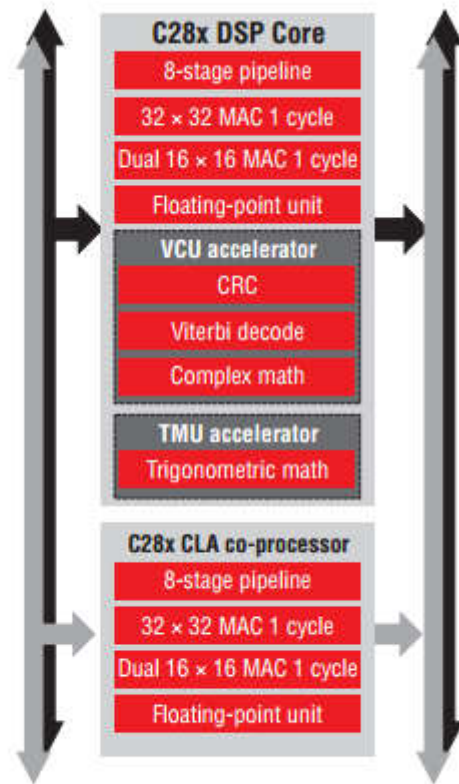 C28x DSP Core
8-stage pipeline
32 × 32 MAC 1 cycle
Dual 16 × 16 MAC 1 cycle
Floating-point unit
VCU accelerator
CRC
Viterbi decode
Complex math
TMU accelerator
Trigonometric math
C28x CLA co-processor
8-stage pipeline
32 × 32 MAC 1 cycle
Dual 16 × 16 MAC 1 cycle
Floating-point unit